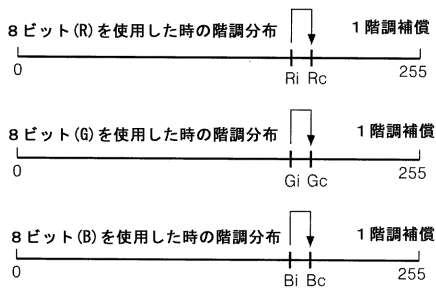 8ビット(R)を使用した時の階調分布 1階調補償
0 Ri Rc 255
8ビット(G)を使用した時の階調分布 1階調補償
0 Gi Gc 255
8ビット(B)を使用した時の階調分布 1階調補償
0 Bi Bc 255